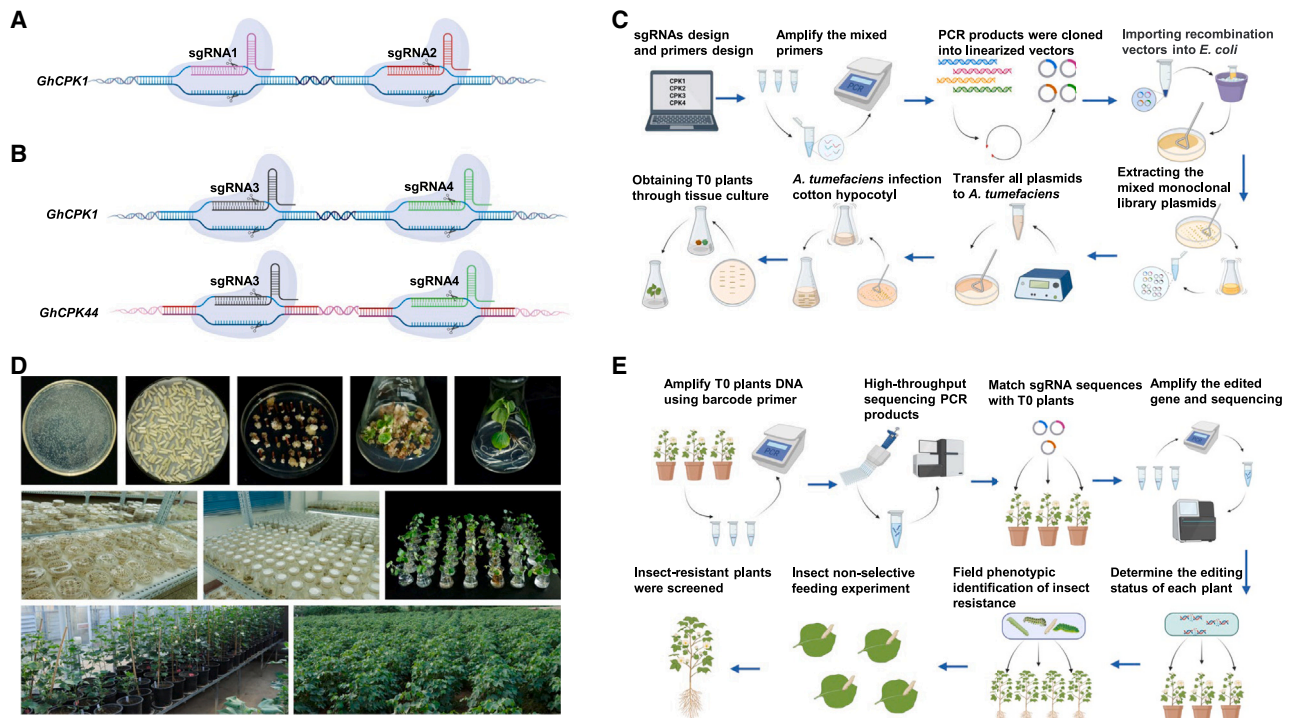 A
sgRNA1
sgRNA2
GhCPK1
B
sgRNA3
sgRNA4
GhCPK1
sgRNA3
sgRNA4
GhCPK44
C
sgRNAs design
and primers design
CPK1
CPK2
CPK3
CPK4
Amplify the mixed
primers
PCR
PCR products were cloned
into linearized vectors
Importing recombination
vectors into E. coli
Extracting the
mixed monoclonal
library plasmids
Transfer all plasmids
to A. tumefaciens
A. tumefaciens infection
cotton hypocotyl
Obtaining T0 plants
through tissue culture
D
E
Amplify T0 plants DNA
using barcode primer
PCR
High-throughput
sequencing PCR
products
Match sgRNA sequences
with T0 plants
Amplify the edited
gene and sequencing
PCR
Determine the editing
status of each plant
Field phenotypic
identification of insect
resistance
Insect non-selective
feeding experiment
Insect-resistant plants
were screened